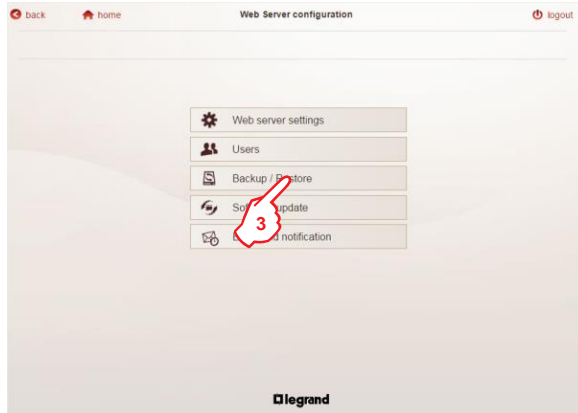 back home Web Server configuration logout
Web server settings
Users
Backup / Restore
update
notification
3
legrand